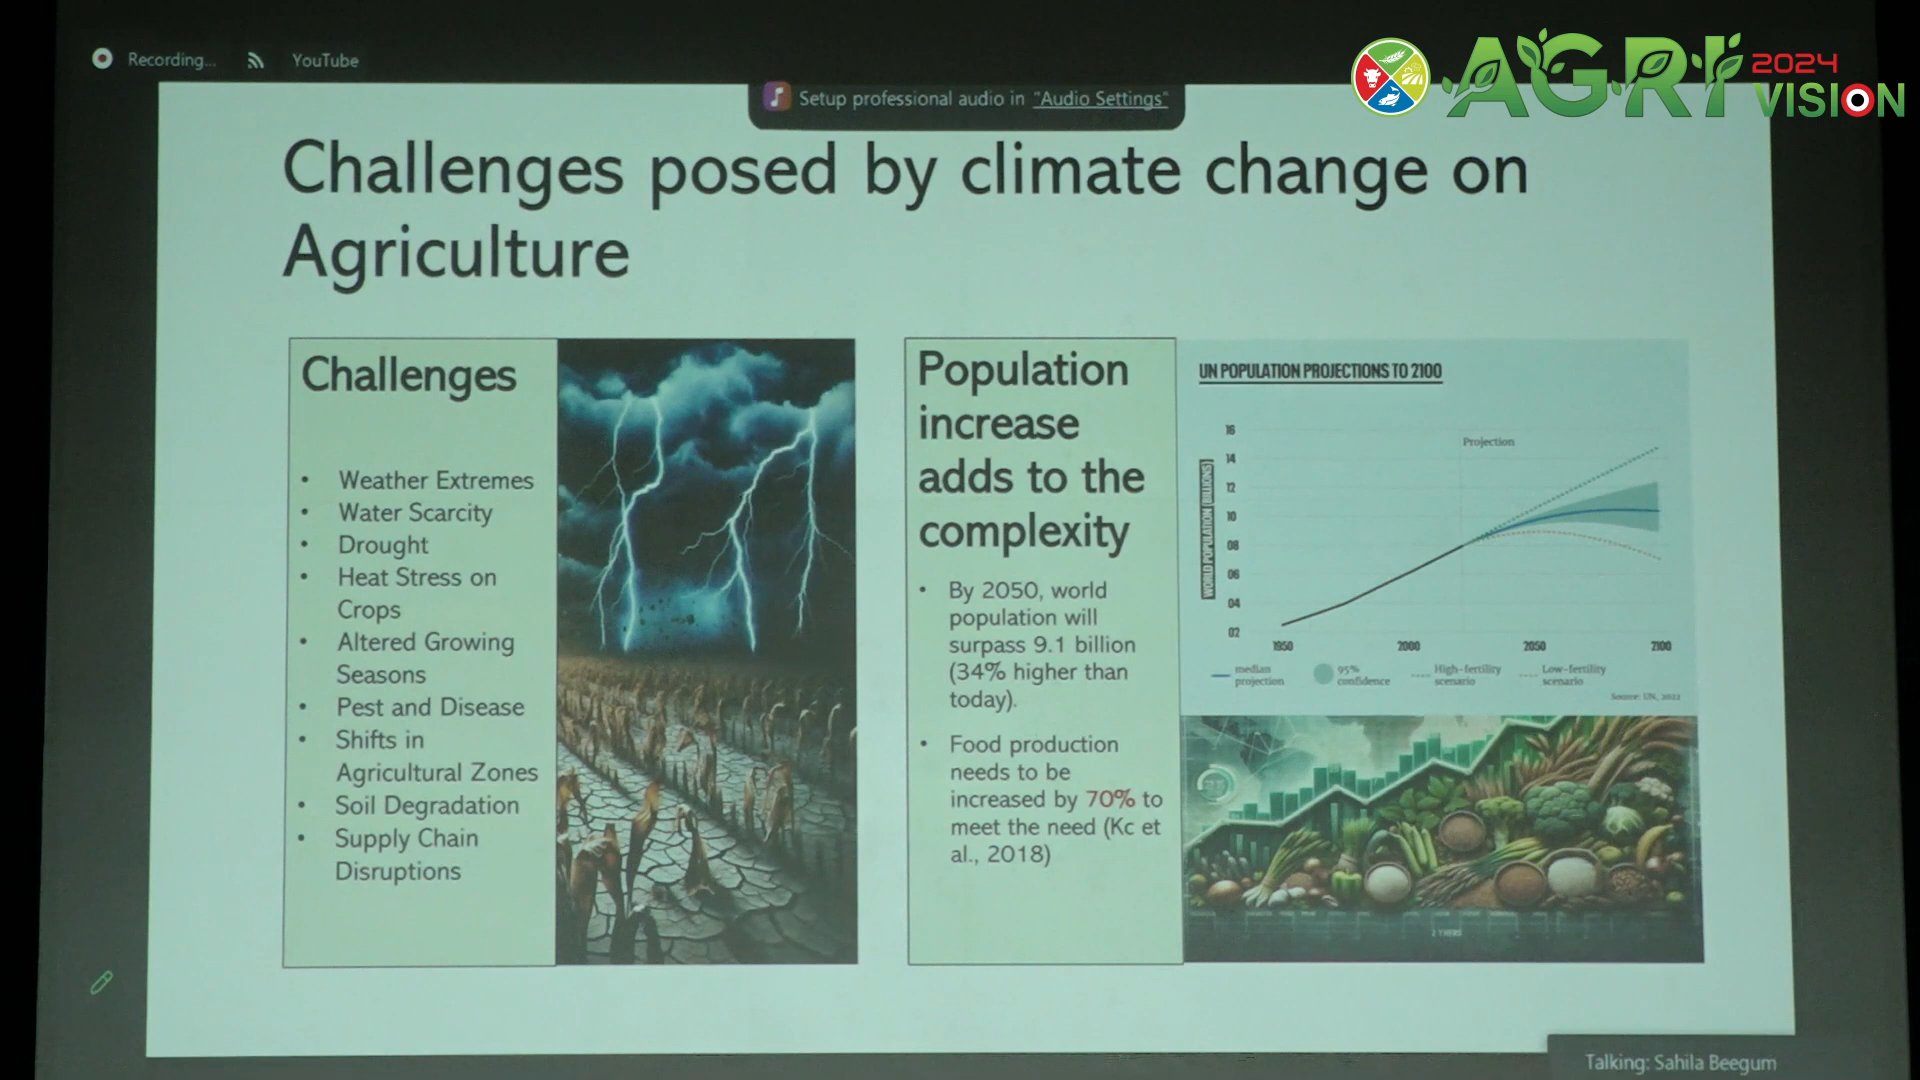 Recording...
YouTube
Setup professional audio in "Audio Settings"
AGRI
2024
VISION
Challenges posed by climate change on
Agriculture
Challenges
• Weather Extremes
• Water Scarcity
• Drought
• Heat Stress on
Crops
• Altered Growing
Seasons
• Pest and Disease
• Shifts in
Agricultural Zones
• Soil Degradation
• Supply Chain
Disruptions
Population
increase
adds to the
complexity
• By 2050, world
population will
surpass 9.1 billion
(34% higher than
today).
• Food production
needs to be
increased by 70% to
meet the need (Kc et
al., 2018)
UN POPULATION PROJECTIONS TO 2100
WORLD POPULATION (BILLIONS)
16
14
12
10
08
06
04
02
Projection
1950
2000
2050
2100
median
projection
95%
confidence
High-fertility
scenario
Low-fertility
scenario
Source: UN, 2022
Talking: Sahila Beegum